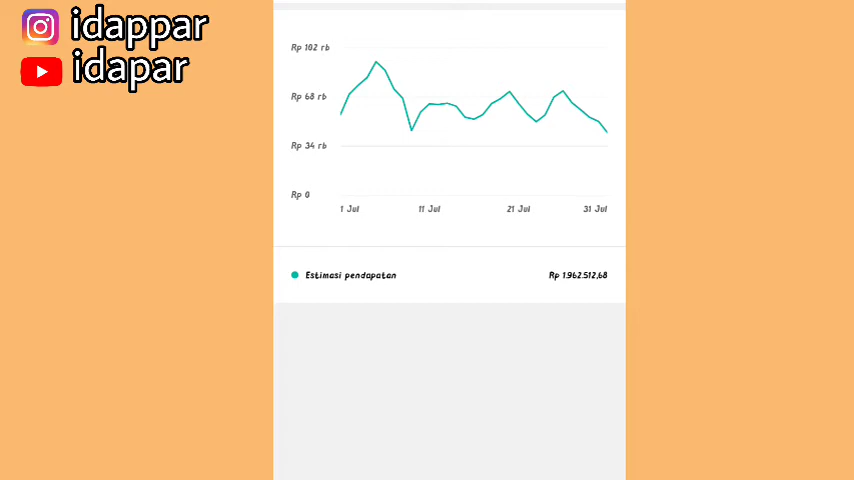 idappar
idapar
Rp 102 rb
Rp 68 rb
Rp 34 rb
Rp 0
1 Jul 11 Jul 21 Jul 31 Jul
Estimasi pendapatan Rp 1.962.512,68